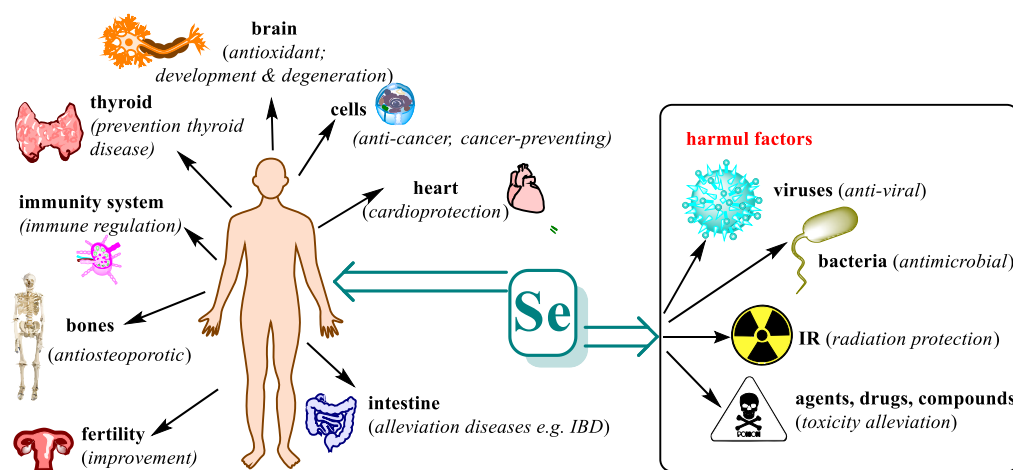 brain
(antioxidant;
development & degeneration)
thyroid
(prevention thyroid
disease)
cells
(anti-cancer, cancer-preventing)
heart
(cardioprotection)
immunity system
(immune regulation)
bones
(antiosteoporotic)
fertility
(improvement)
intestine
(alleviation diseases e.g. IBD)
Se
harmul factors
viruses (anti-viral)
bacteria (antimicrobial)
IR (radiation protection)
agents, drugs, compounds
(toxicity alleviation)